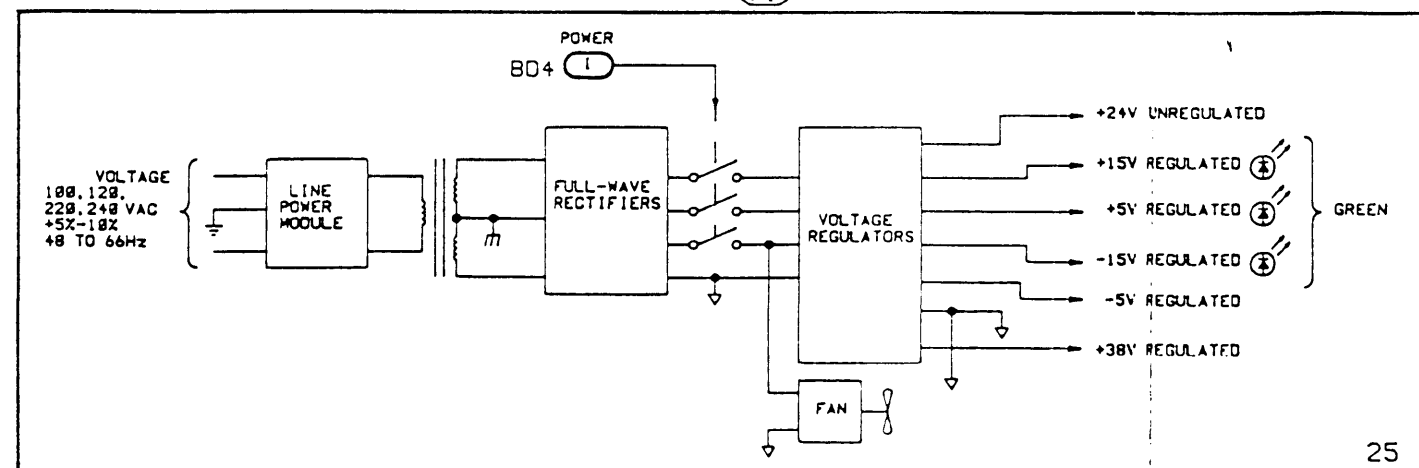 POWER
BD4 I
+24V UNREGULATED
VOLTAGE
100,120,
220,240 VAC
+5%-10%
48 TO 66Hz
LINE
POWER
MODULE
FULL-WAVE
RECTIFIERS
VOLTAGE
REGULATORS
+15V REGULATED
+5V REGULATED
GREEN
-15V REGULATED
-5V REGULATED
+38V REGULATED
FAN
25